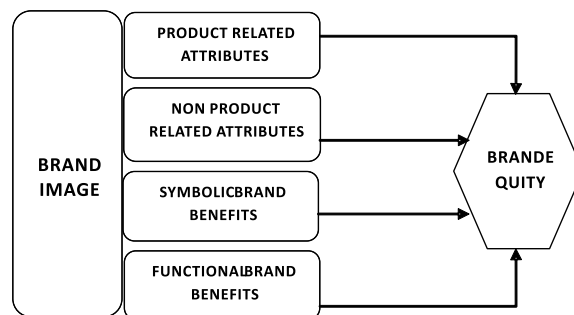 PRODUCT RELATED
ATTRIBUTES
NON PRODUCT
RELATED ATTRIBUTES
BRAND
IMAGE
BRANDE
QUITY
SYMBOLICBRAND
BENEFITS
FUNCTIONALBRAND
BENEFITS